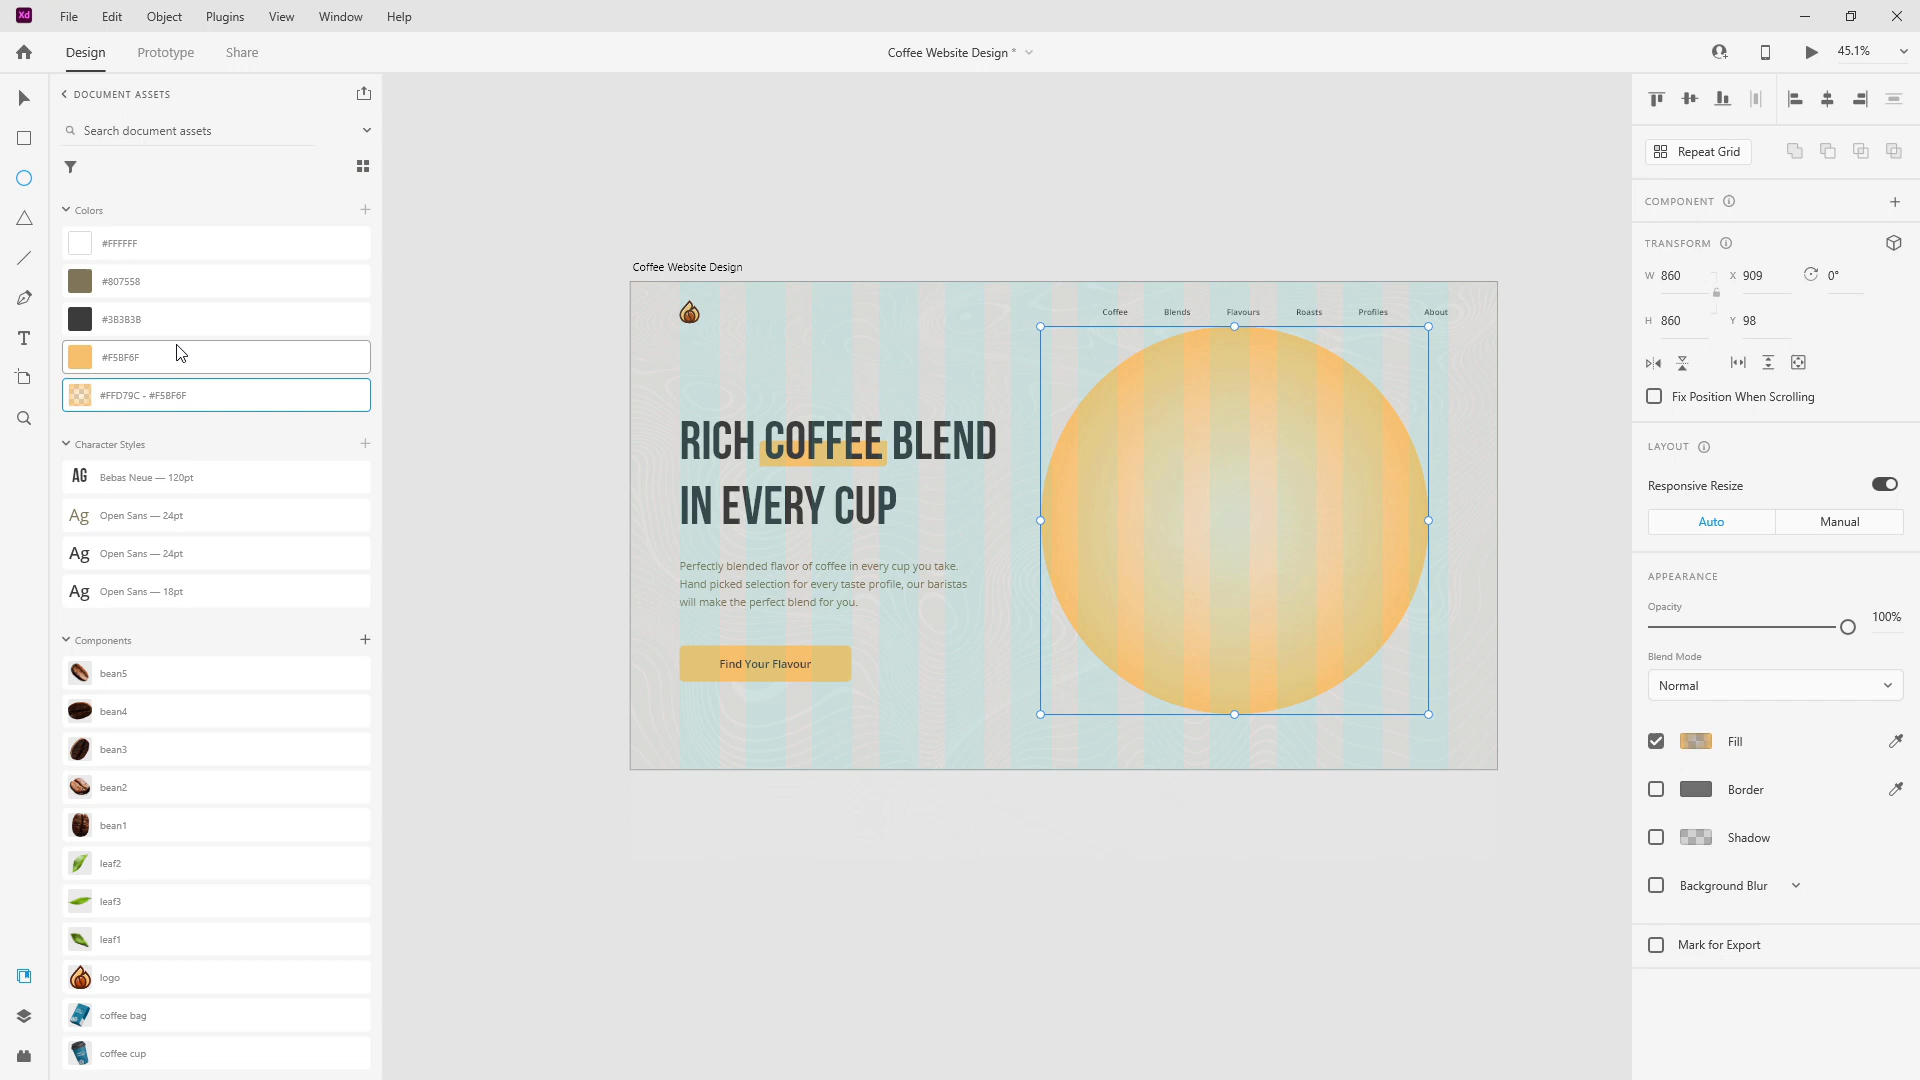 Xd File Edit Object Plugins View Window Help
Design Prototype Share Coffee Website Design * 45.1%
DOCUMENT ASSETS
Search document assets
Colors
#FFFFFF
#807558
#3B3B3B
#F5BF6F
#FFD79C - #F5BF6F
Character Styles
AG Bebas Neue — 120pt
Ag Open Sans — 24pt
Ag Open Sans — 24pt
Ag Open Sans — 18pt
Components
bean5
bean4
bean3
bean2
bean1
leaf2
leaf3
leaf1
logo
coffee bag
coffee cup
Coffee Website Design
Coffee Blends Flavours Roasts Profiles About
RICH COFFEE BLEND
IN EVERY CUP
Perfectly blended flavor of coffee in every cup you take.
Hand picked selection for every taste profile, our baristas
will make the perfect blend for you.
Find Your Flavour
Repeat Grid
COMPONENT
TRANSFORM
W 860 X 909 0°
H 860 Y 98
Fix Position When Scrolling
LAYOUT
Responsive Resize
Auto Manual
APPEARANCE
Opacity
100%
Blend Mode
Normal
Fill
Border
Shadow
Background Blur
Mark for Export